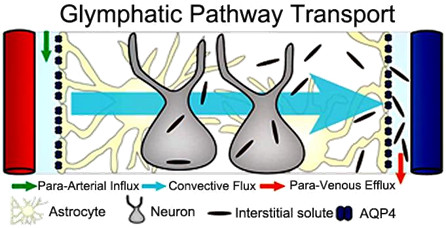 Glymphatic Pathway Transport
Para-Arterial Influx Convective Flux Para-Venous Efflux
Astrocyte Neuron Interstitial solute AQP4